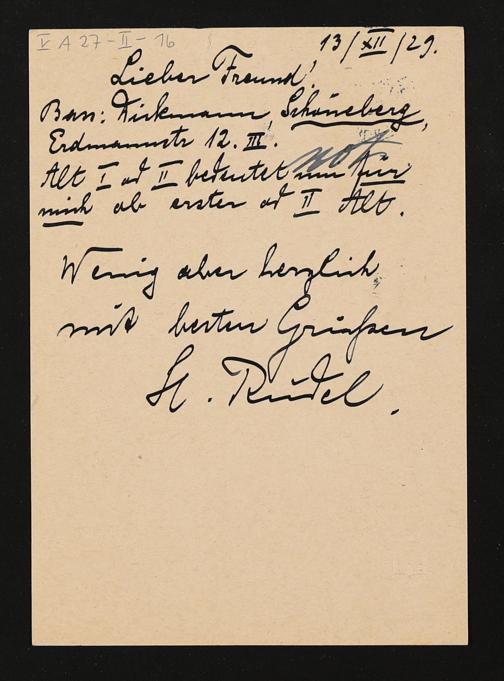 V A 27-II-16
13/XII/29.
Lieber Freund!
Bass: Dickmann, Schöneberg,
Erdmannstr 12. III.
Alt I od II bedeutet nur für
mich ob erster od II Alt.
Wenig aber herzlich
mit besten Grüßen
H. Rüdel.